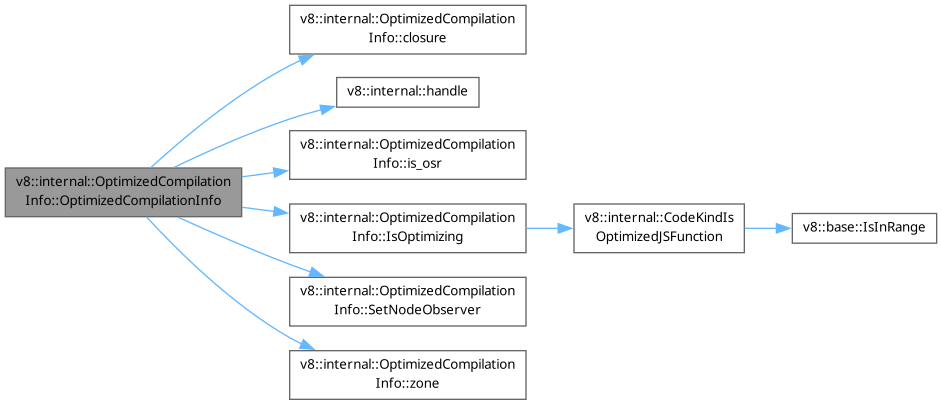 v8::internal::OptimizedCompilation
Info::OptimizedCompilationInfo
v8::internal::OptimizedCompilation
Info::closure
v8::internal::handle
v8::internal::OptimizedCompilation
Info::is_osr
v8::internal::OptimizedCompilation
Info::IsOptimizing
v8::internal::CodeKindIs
OptimizedJSFunction
v8::base::IsInRange
v8::internal::OptimizedCompilation
Info::SetNodeObserver
v8::internal::OptimizedCompilation
Info::zone